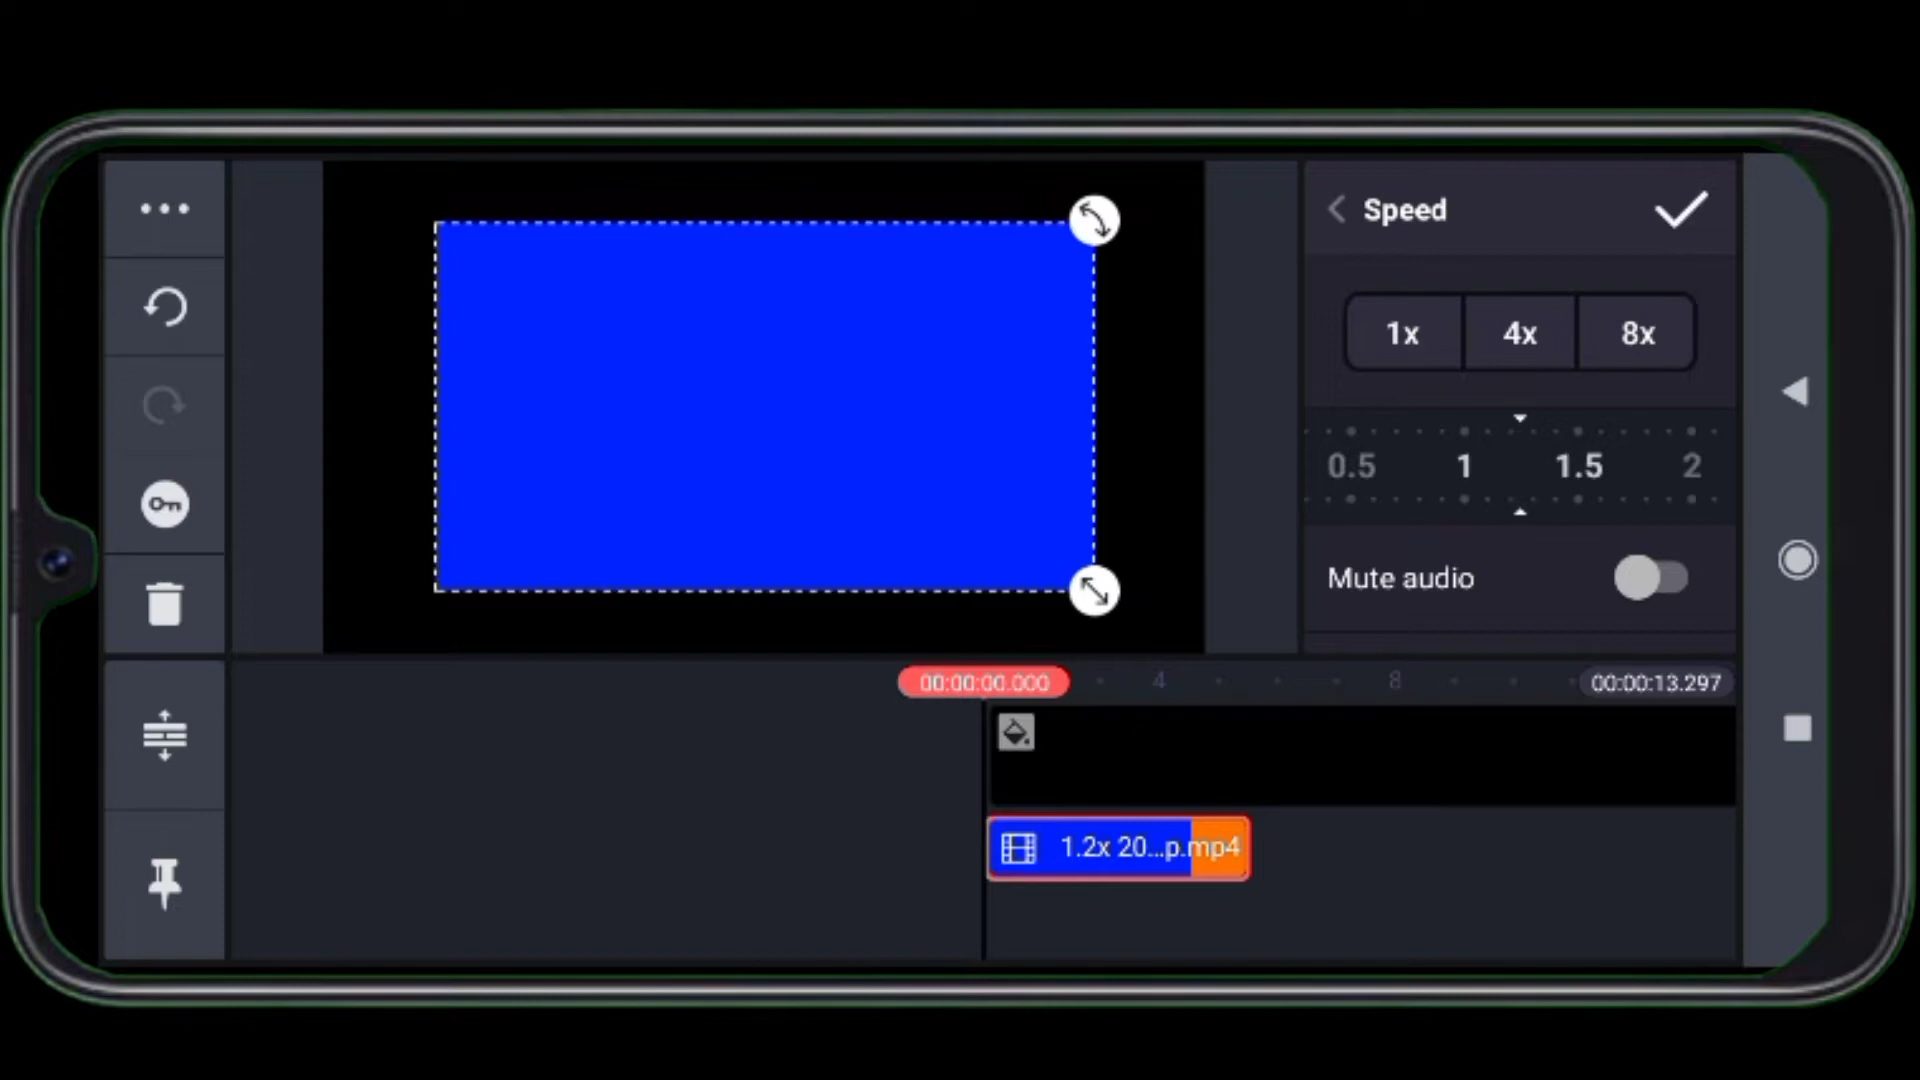 Speed
1x 4x 8x
0.5 1 1.5 2
Mute audio
00:00:00.000 4 8 00:00:13.297
1.2x 20...p.mp4